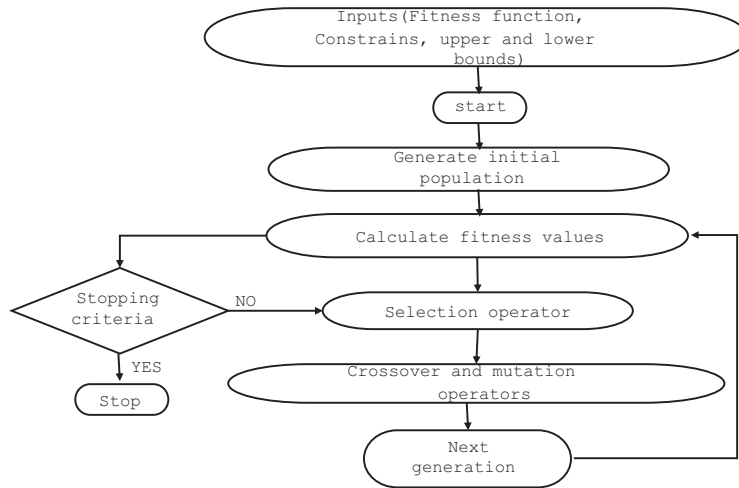 Inputs(Fitness function,
Constrains, upper and lower
bounds)
start
Generate initial
population
Calculate fitness values
Stopping
criteria
NO
Selection operator
YES
Crossover and mutation
operators
Stop
Next
generation